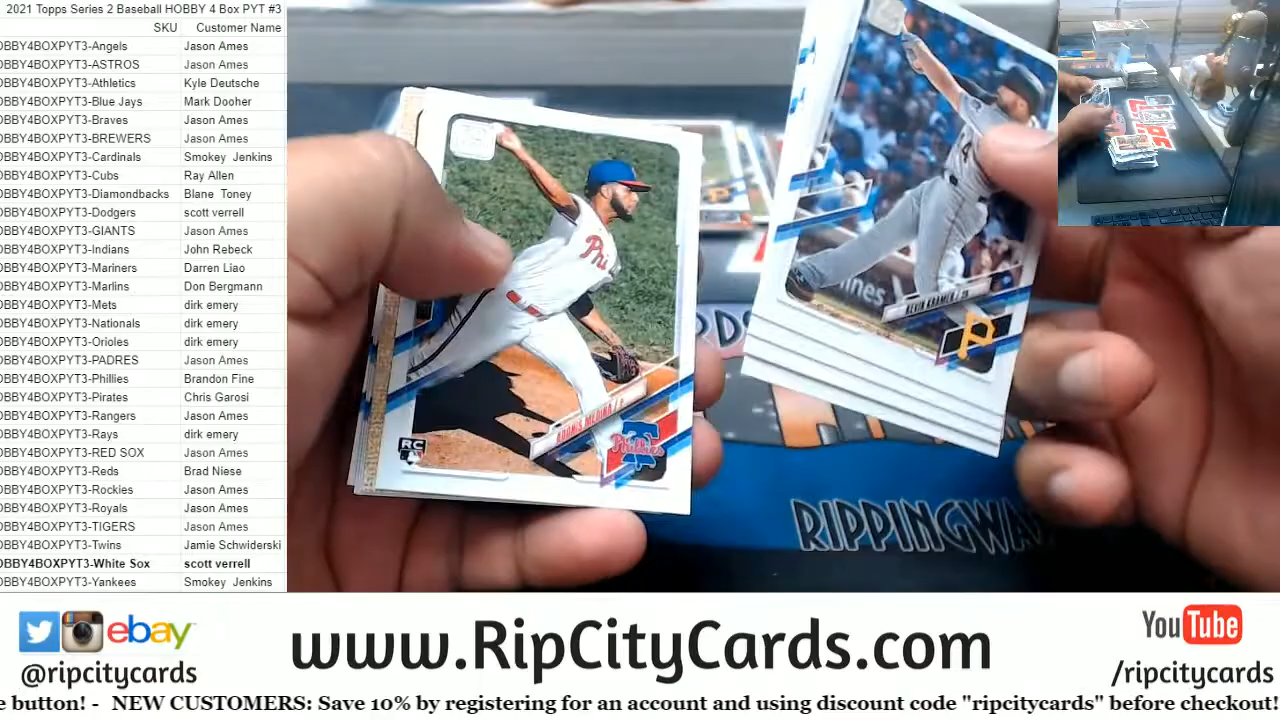 2021 Topps Series 2 Baseball HOBBY 4 Box PYT #3
SKU Customer Name
OBBY4BOXPYT3-Angels Jason Ames
OBBY4BOXPYT3-ASTROS Jason Ames
OBBY4BOXPYT3-Athletics Kyle Deutsche
OBBY4BOXPYT3-Blue Jays Mark Dooher
OBBY4BOXPYT3-Braves Jason Ames
OBBY4BOXPYT3-BREWERS Jason Ames
OBBY4BOXPYT3-Cardinals Smokey Jenkins
OBBY4BOXPYT3-Cubs Ray Allen
OBBY4BOXPYT3-Diamondbacks Blane Toney
OBBY4BOXPYT3-Dodgers scott verrell
OBBY4BOXPYT3-GIANTS Jason Ames
OBBY4BOXPYT3-Indians John Rebeck
OBBY4BOXPYT3-Mariners Darren Liao
OBBY4BOXPYT3-Marlins Don Bergmann
OBBY4BOXPYT3-Mets dirk emery
OBBY4BOXPYT3-Nationals dirk emery
OBBY4BOXPYT3-Orioles dirk emery
OBBY4BOXPYT3-PADRES Jason Ames
OBBY4BOXPYT3-Phillies Brandon Fine
OBBY4BOXPYT3-Pirates Chris Garosi
OBBY4BOXPYT3-Rangers Jason Ames
OBBY4BOXPYT3-Rays dirk emery
OBBY4BOXPYT3-RED SOX Jason Ames
OBBY4BOXPYT3-Reds Brad Niese
OBBY4BOXPYT3-Rockies Jason Ames
OBBY4BOXPYT3-Royals Jason Ames
OBBY4BOXPYT3-TIGERS Jason Ames
OBBY4BOXPYT3-Twins Jamie Schwiderski
OBBY4BOXPYT3-White Sox scott verrell
OBBY4BOXPYT3-Yankees Smokey Jenkins
Phi
ADONIS MEDINA / P
Phillies
RC
KEVIN KRAMER
P
RIPPINGWA
ebay
@ripcitycards
www.RipCityCards.com
YouTube
/ripcitycards
e button! - NEW CUSTOMERS: Save 10% by registering for an account and using discount code "ripcitycards" before checkout!